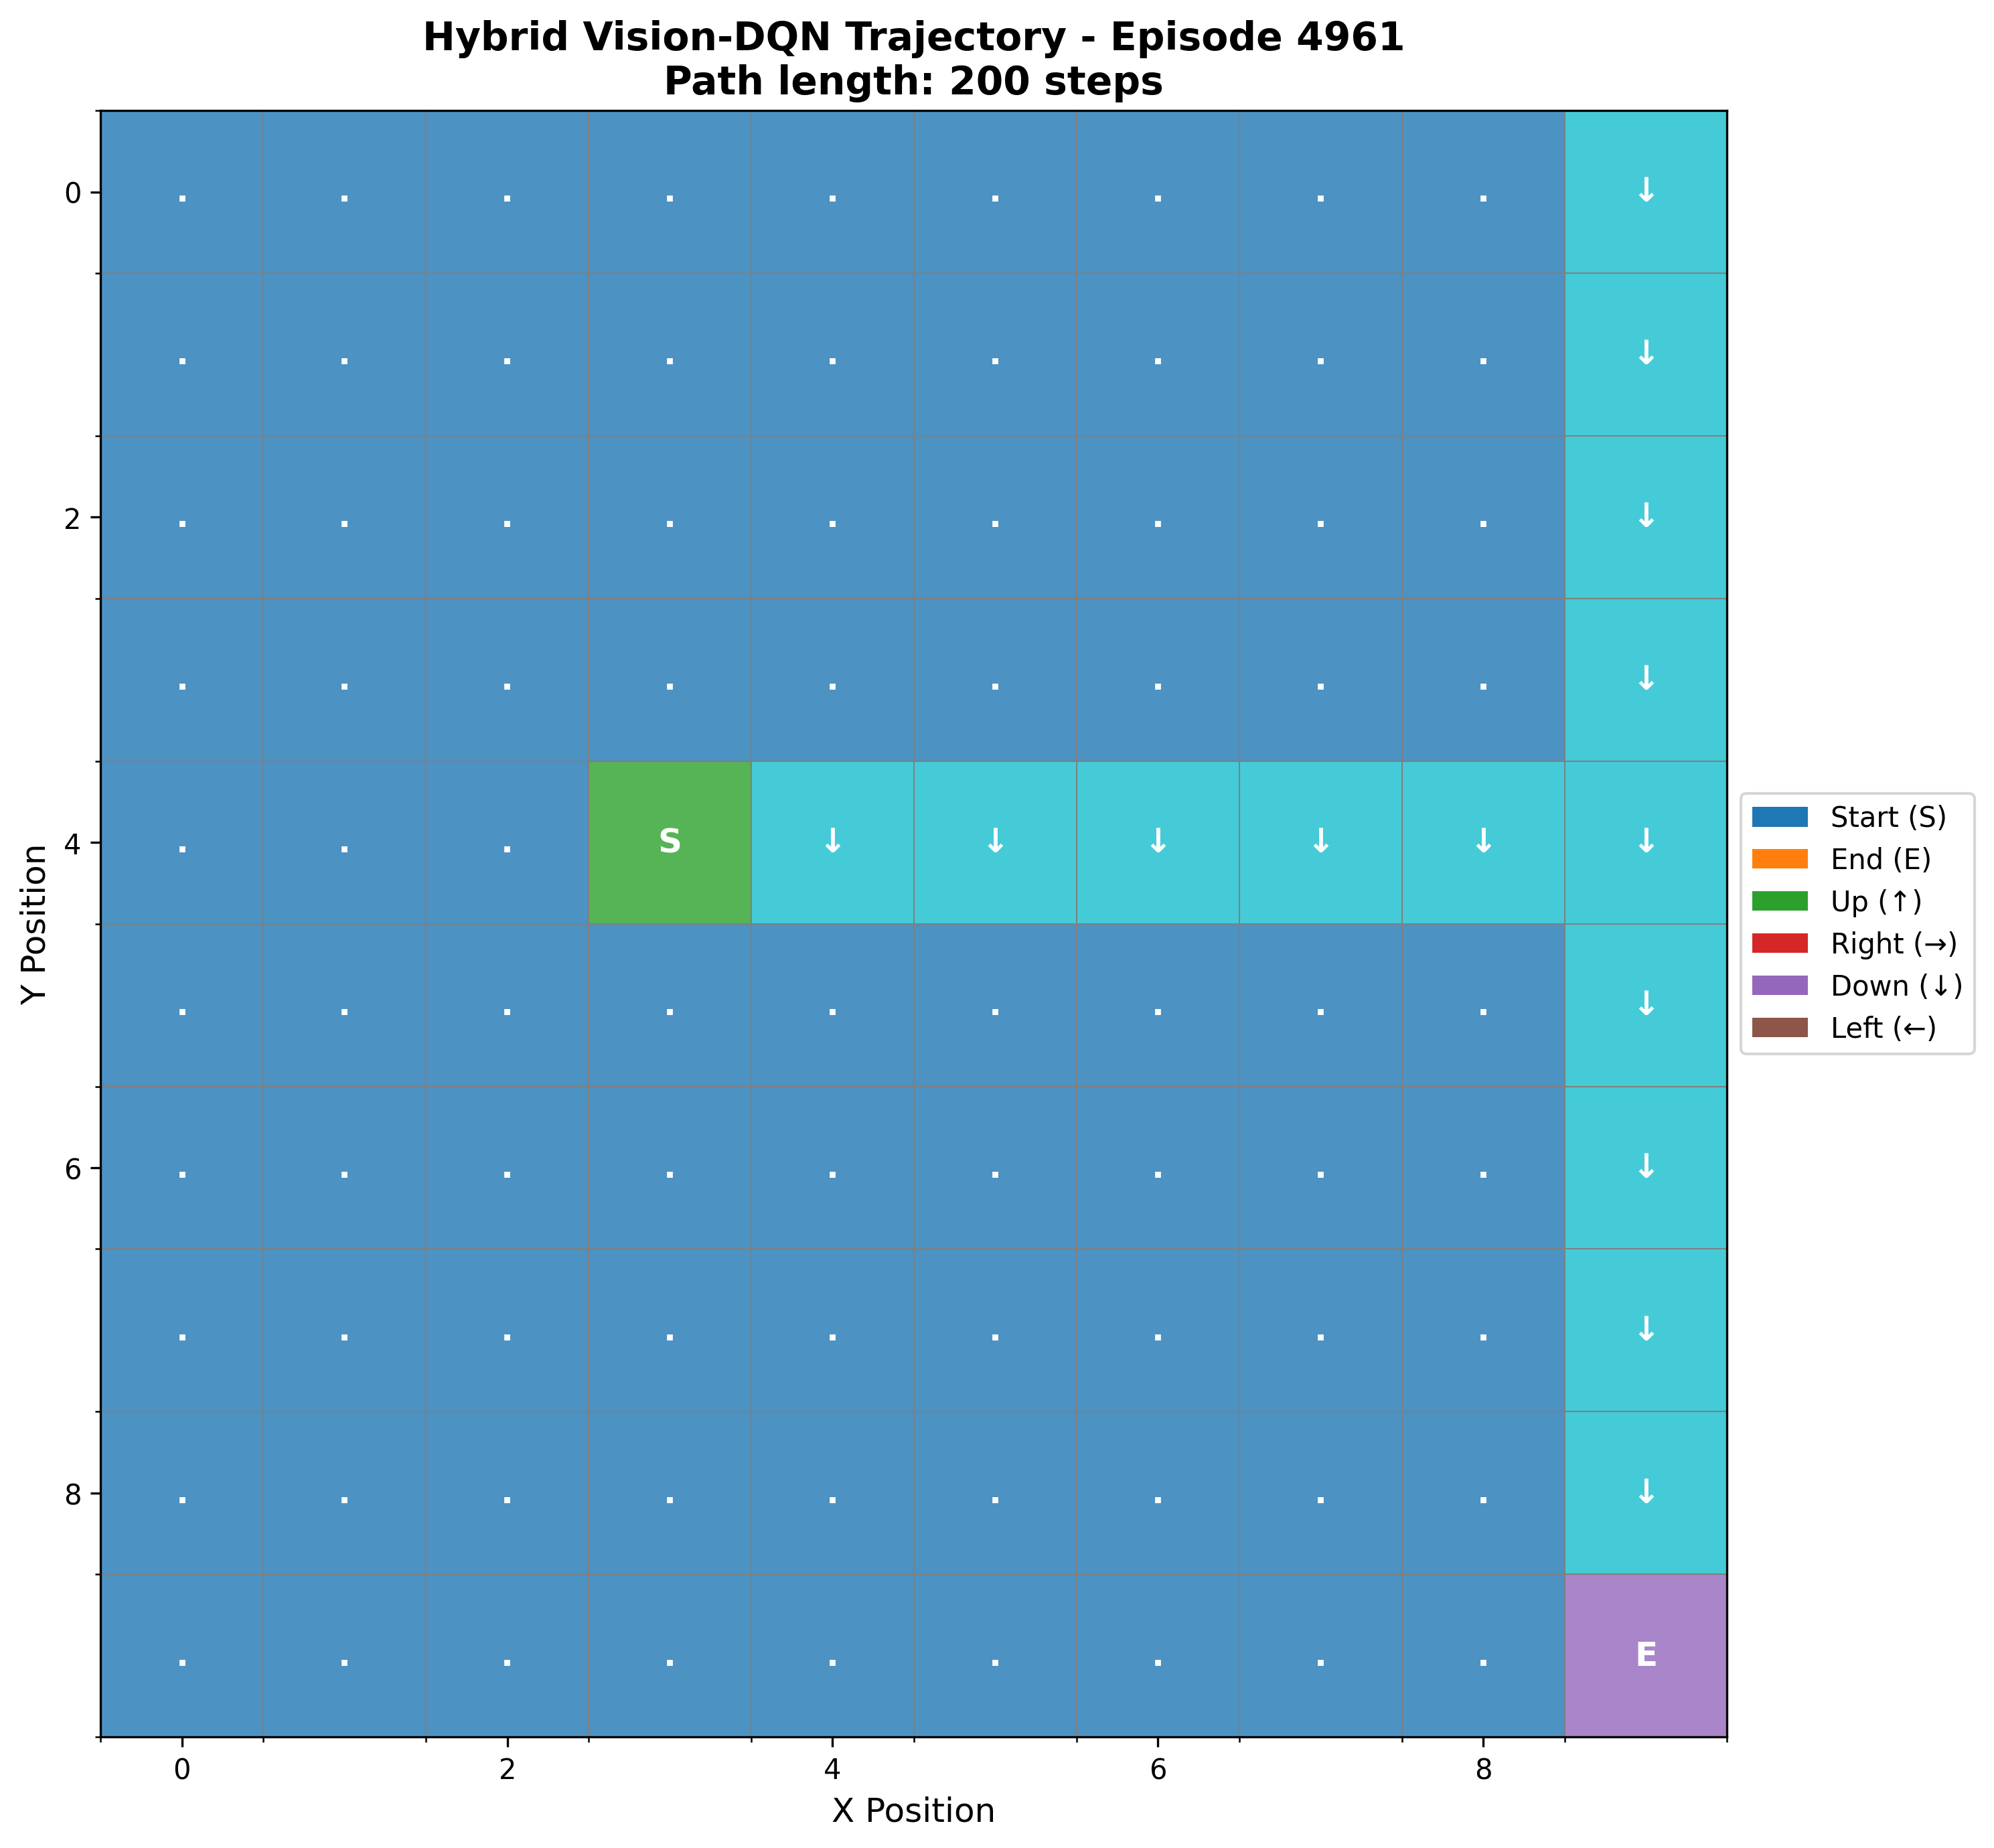 Hybrid Vision-DQN Trajectory - Episode 4961
Path length: 200 steps
0 . . . . . . . . . ↓
. . . . . . . . . ↓
2 . . . . . . . . . ↓
. . . . . . . . . ↓
4 . . . S ↓ ↓ ↓ ↓ ↓ ↓
. . . . . . . . . ↓
6 . . . . . . . . . ↓
. . . . . . . . . ↓
8 . . . . . . . . . ↓
. . . . . . . . . E
0 2 4 6 8
X Position
Y Position
Start (S)
End (E)
Up (↑)
Right (→)
Down (↓)
Left (←)